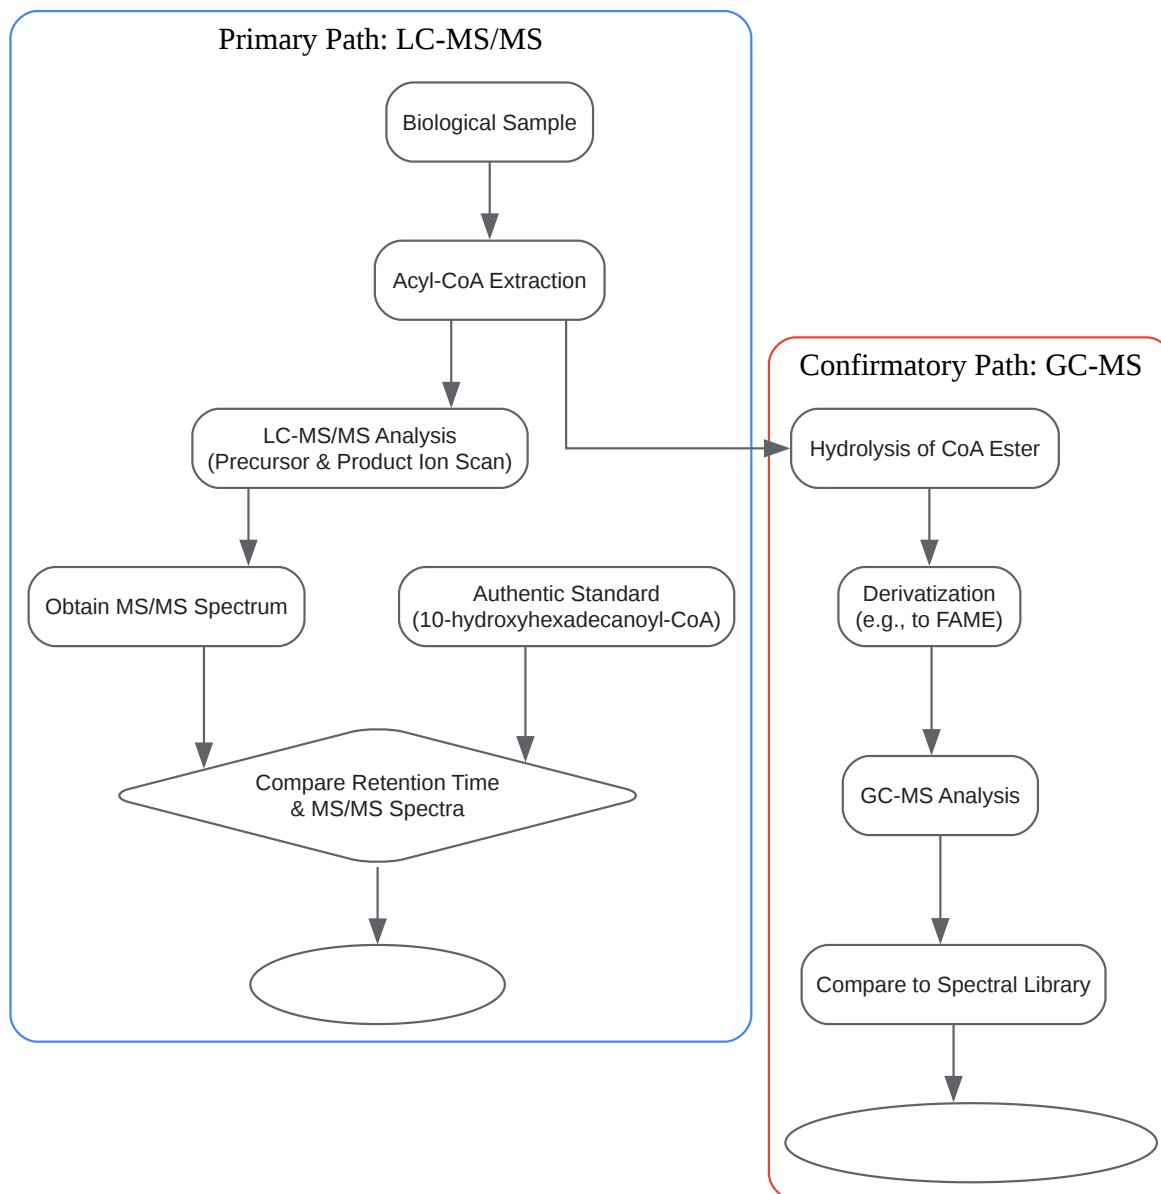 Primary Path: LC-MS/MS
Biological Sample
Acyl-CoA Extraction
LC-MS/MS Analysis
(Precursor & Product Ion Scan)
Obtain MS/MS Spectrum
Authentic Standard
(10-hydroxyhexadecanoyl-CoA)
Compare Retention Time
& MS/MS Spectra
Confirmatory Path: GC-MS
Hydrolysis of CoA Ester
Derivatization
(e.g., to FAME)
GC-MS Analysis
Compare to Spectral Library